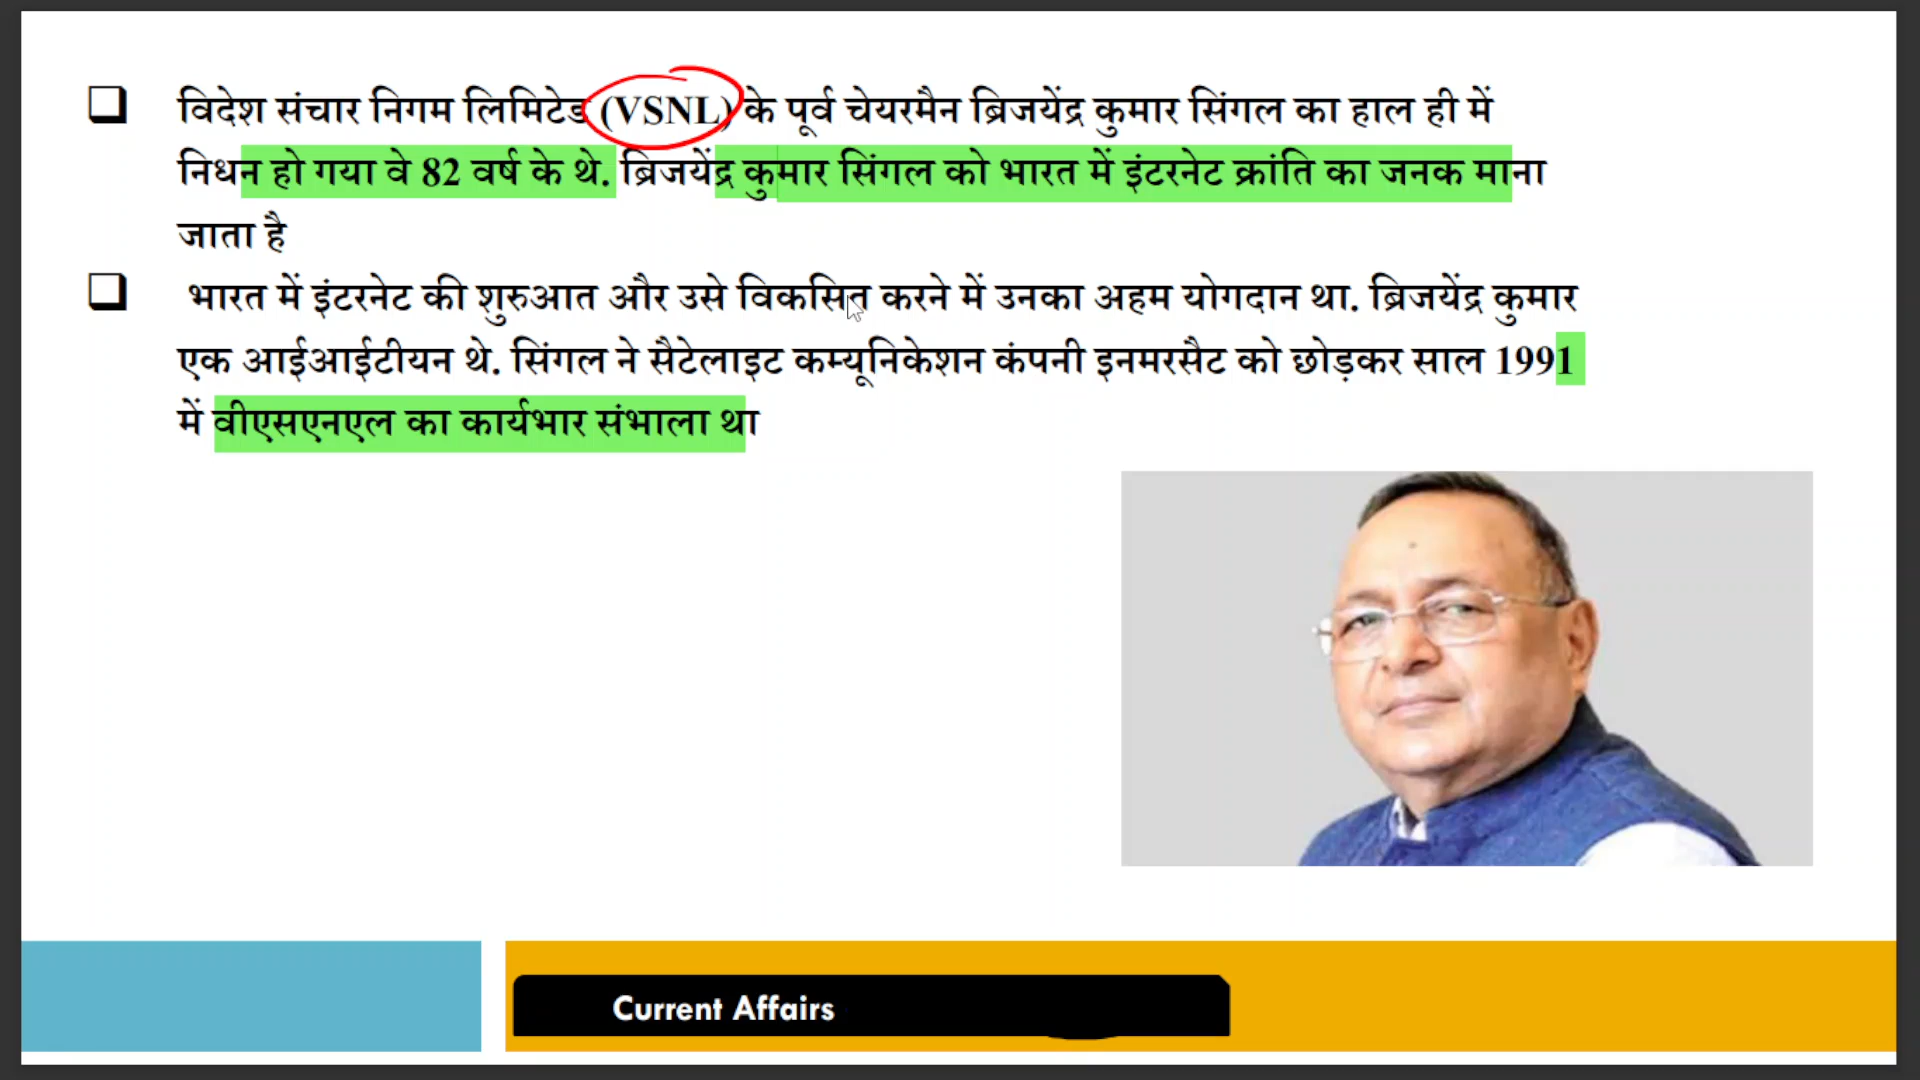 विदेश संचार निगम लिमिटेड (VSNL) के पूर्व चेयरमैन ब्रिजयेंद्र कुमार सिंगल का हाल ही में
निधन हो गया वे 82 वर्ष के थे. ब्रिजयेंद्र कुमार सिंगल को भारत में इंटरनेट क्रांति का जनक माना
जाता है
भारत में इंटरनेट की शुरुआत और उसे विकसित करने में उनका अहम योगदान था. ब्रिजयेंद्र कुमार
एक आईआईटीयन थे. सिंगल ने सैटेलाइट कम्यूनिकेशन कंपनी इनमरसैट को छोड़कर साल 1991
में वीएसएनएल का कार्यभार संभाला था
Current Affairs